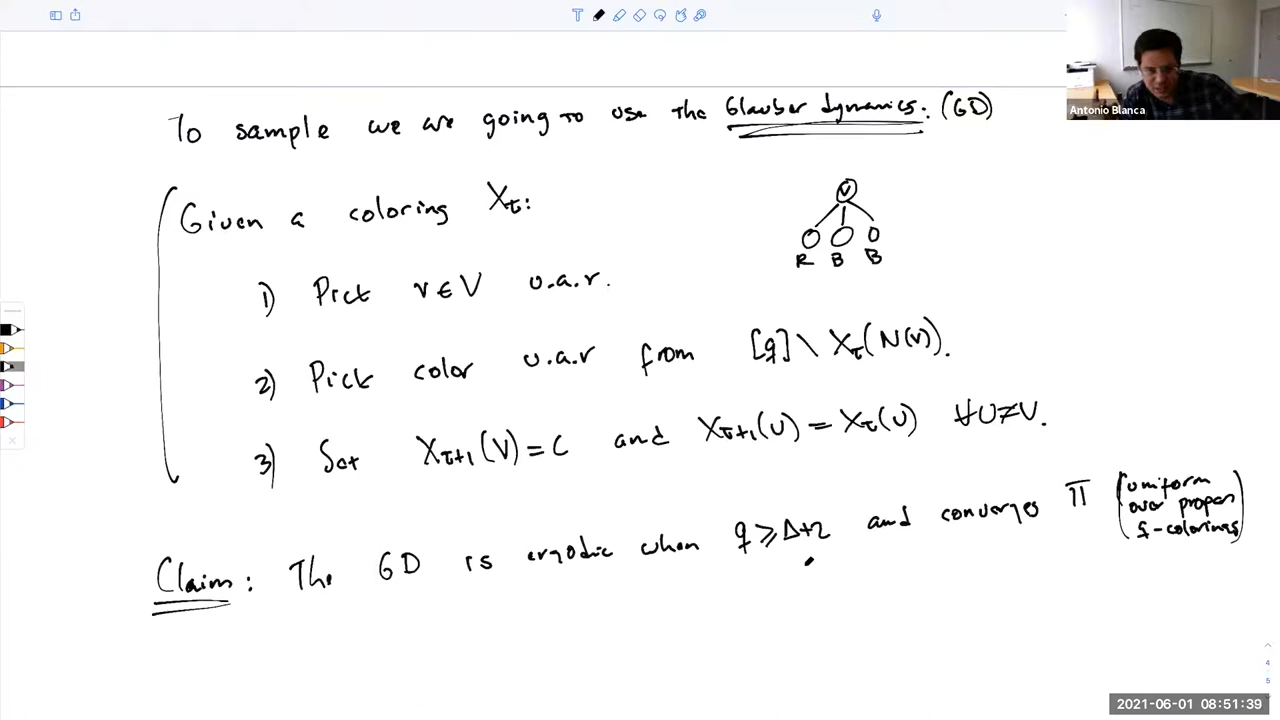 Antonio Blanca
To sample we are going to use the Glauber dynamics. (GD)
Given a coloring Xt:
V
R B B
1) Pick v ∈ V u.a.r.
2) Pick color u.a.r from [q] \ Xt(N(v)).
3) Set Xt+1(v) = c and Xt+1(u) = Xt(u) ∀u≠v.
Claim: The GD is ergodic when q ≥ Δ+2 and converges π (uniform over proper q-colorings)
4
5
2021-06-01 08:51:39